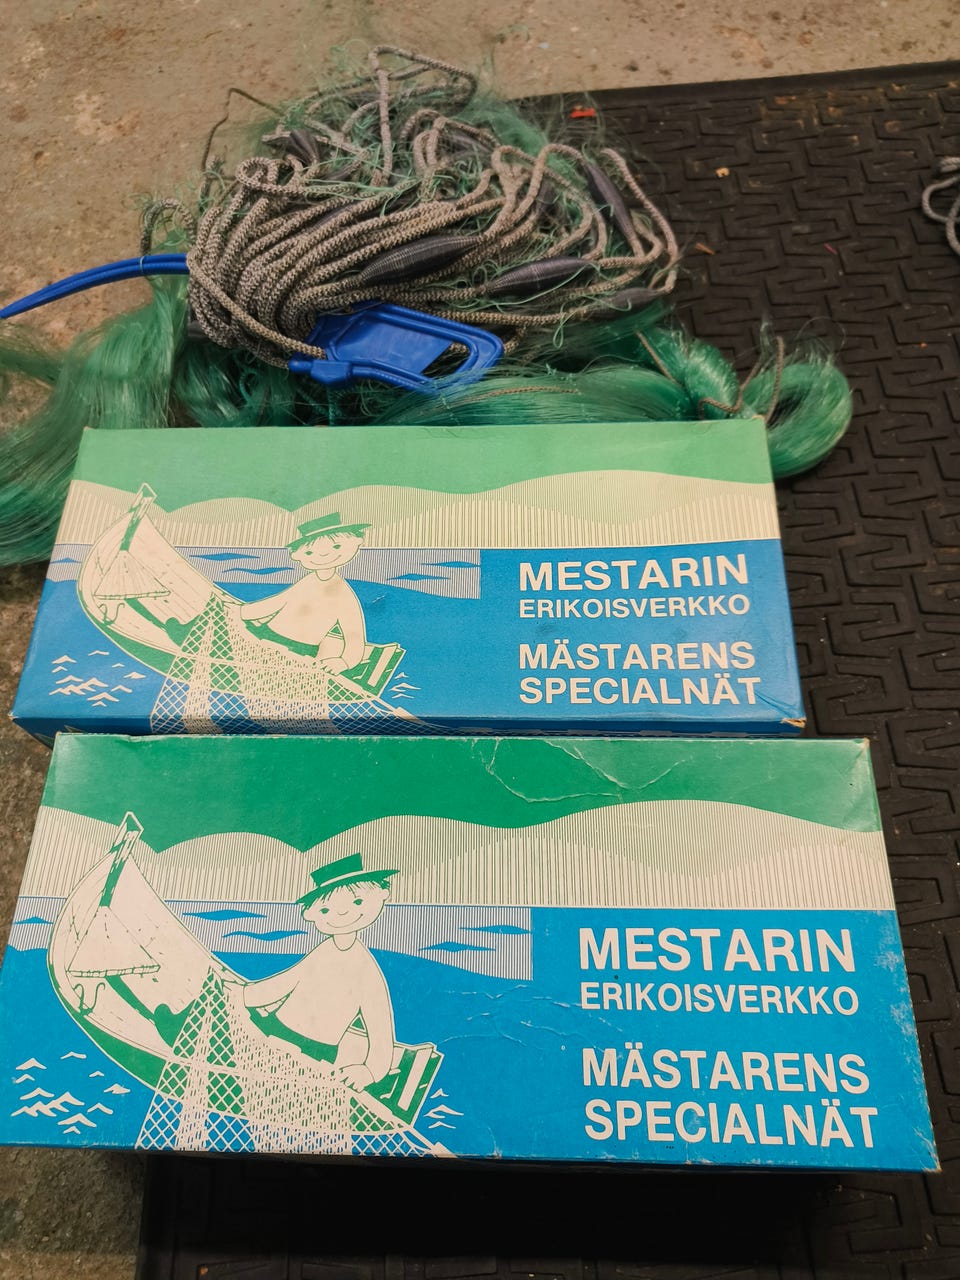 MESTARIN
ERIKOISVERKKO
MÄSTARENS
SPECIALNÄT
MESTARIN
ERIKOISVERKKO
MÄSTARENS
SPECIALNÄT